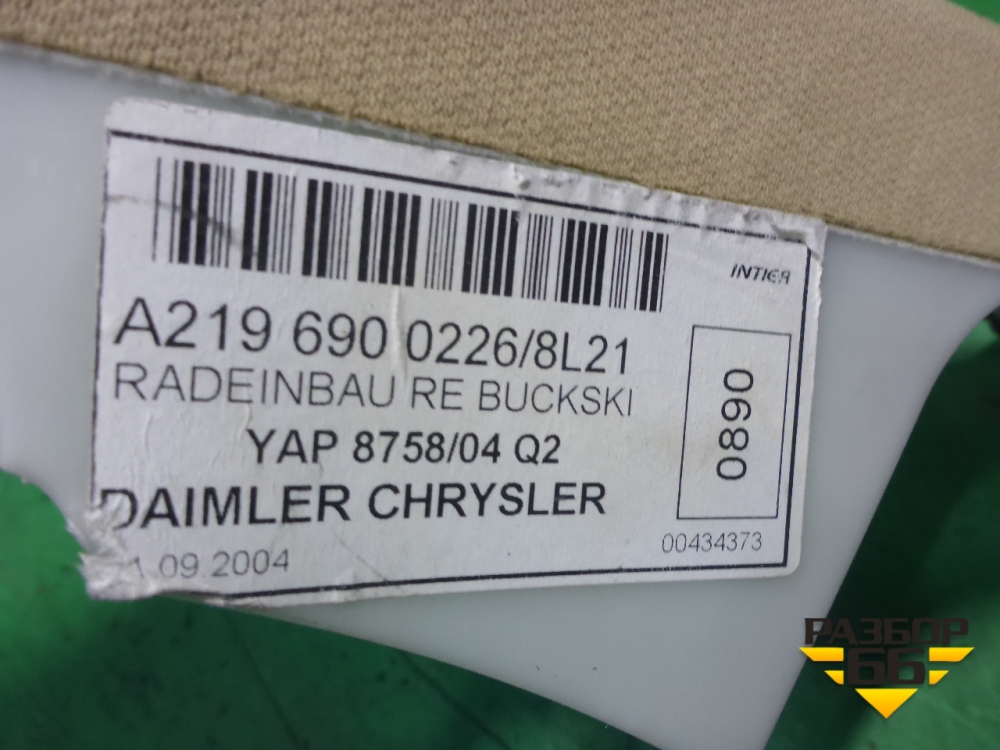 INTIER
A219 690 0226/8L21
RADEINBAU RE BUCKSKI
0890
YAP 8758/04 Q2
DAIMLER CHRYSLER
00434373
1.09.2004
РАЗБОР
66